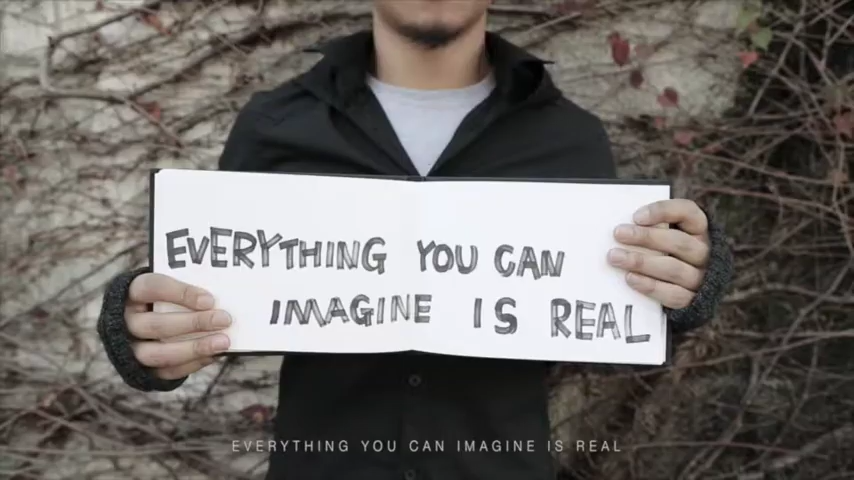 EVERYTHING YOU CAN
IMAGINE IS REAL
EVERYTHING YOU CAN IMAGINE IS REAL